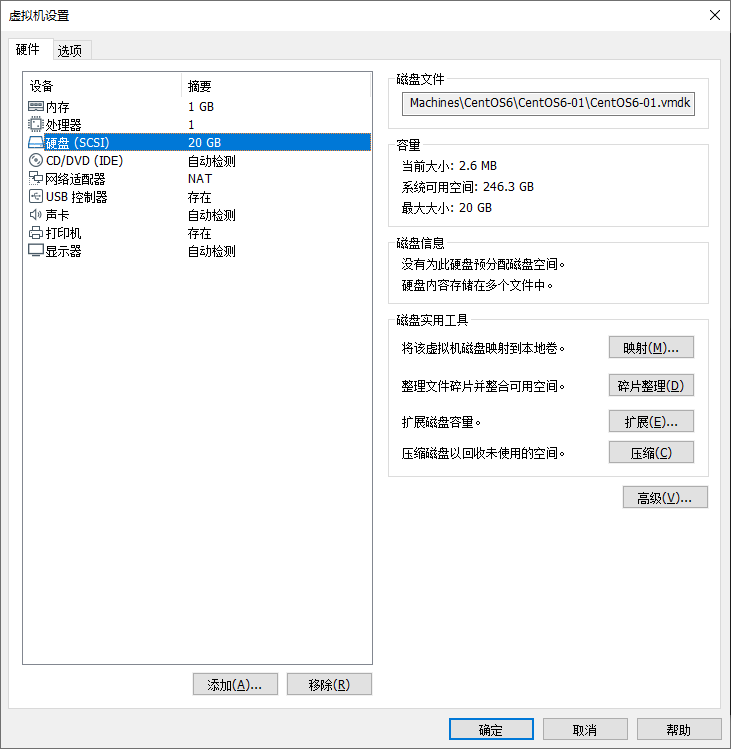 虚拟机设置
硬件 选项
设备 摘要
内存 1 GB
处理器 1
硬盘 (SCSI) 20 GB
CD/DVD (IDE) 自动检测
网络适配器 NAT
USB 控制器 存在
声卡 自动检测
打印机 存在
显示器 自动检测
添加(A)... 移除(R)
磁盘文件
Machines\CentOS6\CentOS6-01\CentOS6-01.vmdk
容量
当前大小: 2.6 MB
系统可用空间: 246.3 GB
最大大小: 20 GB
磁盘信息
没有为此硬盘预分配磁盘空间。
硬盘内容存储在多个文件中。
磁盘实用工具
将该虚拟机磁盘映射到本地卷。 映射(M)...
整理文件碎片并整合可用空间。 碎片整理(D)
扩展磁盘容量。 扩展(E)...
压缩磁盘以回收未使用的空间。 压缩(C)
高级(V)...
确定 取消 帮助